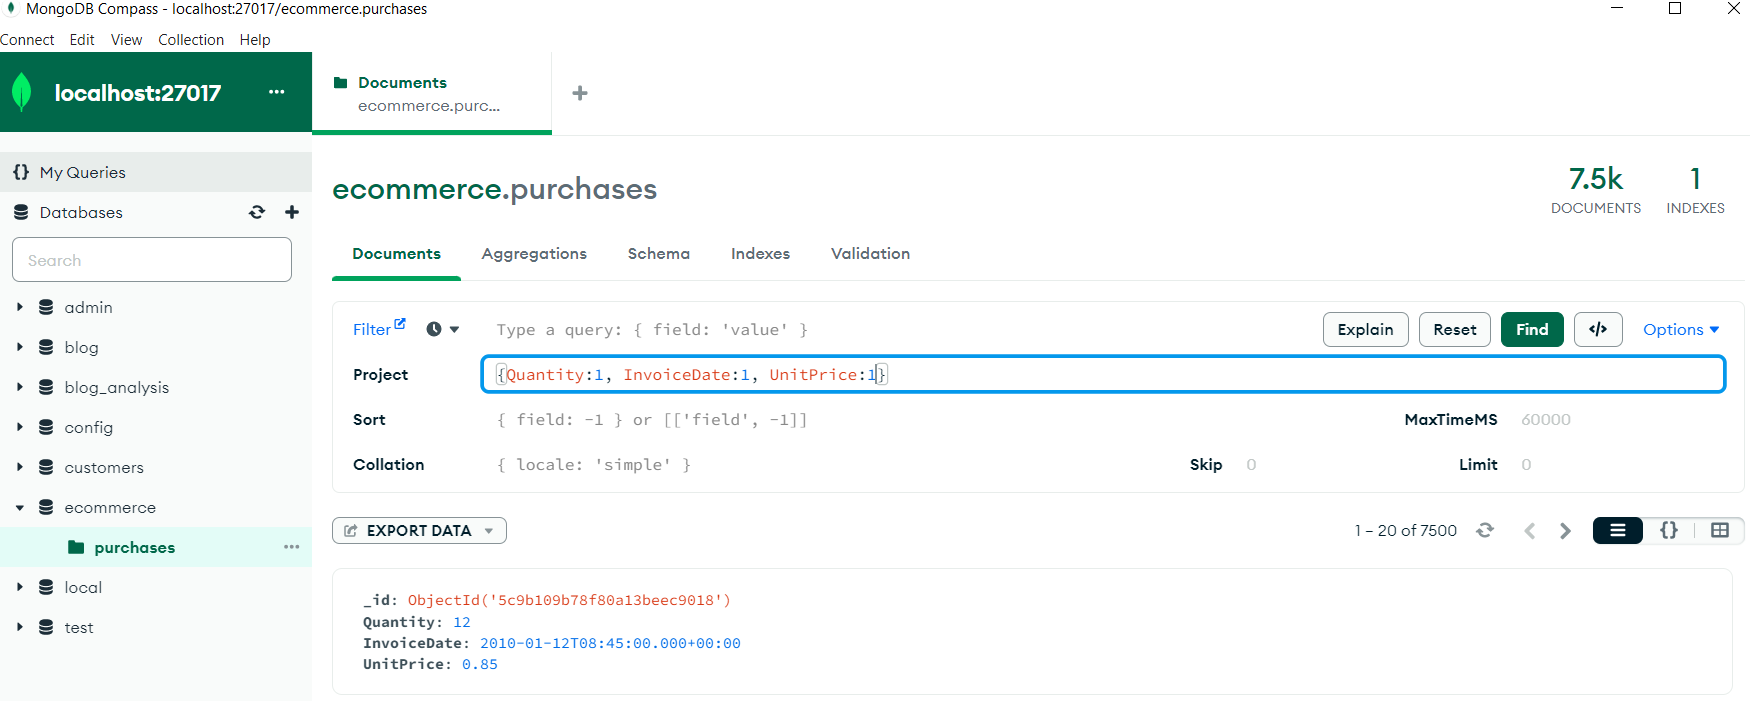 MongoDB Compass - localhost:27017/ecommerce.purchases
Connect Edit View Collection Help
localhost:27017 ...
Documents
ecommerce.purc...
My Queries
Databases
Search
admin
blog
blog_analysis
config
customers
ecommerce
purchases ...
local
test
ecommerce.purchases
7.5k
DOCUMENTS
1
INDEXES
Documents Aggregations Schema Indexes Validation
Filter Type a query: { field: 'value' } Explain Reset Find </> Options
Project {Quantity:1, InvoiceDate:1, UnitPrice:1}
Sort { field: -1 } or [['field', -1]] MaxTimeMS 60000
Collation { locale: 'simple' } Skip 0 Limit 0
EXPORT DATA 1 – 20 of 7500 {}
_id: ObjectId('5c9b109b78f80a13beec9018')
Quantity: 12
InvoiceDate: 2010-01-12T08:45:00.000+00:00
UnitPrice: 0.85